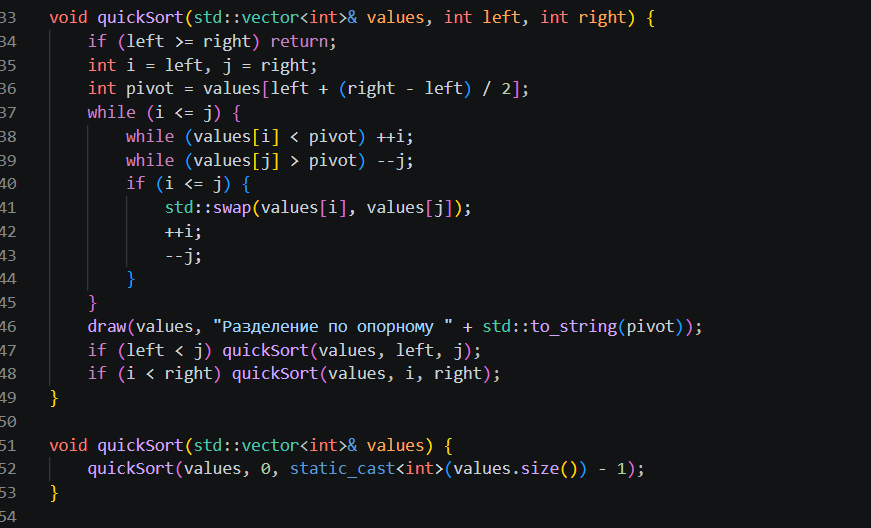 33 void quickSort(std::vector<int>& values, int left, int right) {
34     if (left >= right) return;
35     int i = left, j = right;
36     int pivot = values[left + (right - left) / 2];
37     while (i <= j) {
38         while (values[i] < pivot) ++i;
39         while (values[j] > pivot) --j;
40         if (i <= j) {
41             std::swap(values[i], values[j]);
42             ++i;
43             --j;
44         }
45     }
46     draw(values, "Разделение по опорному " + std::to_string(pivot));
47     if (left < j) quickSort(values, left, j);
48     if (i < right) quickSort(values, i, right);
49 }
50
51 void quickSort(std::vector<int>& values) {
52     quickSort(values, 0, static_cast<int>(values.size()) - 1);
53 }
54